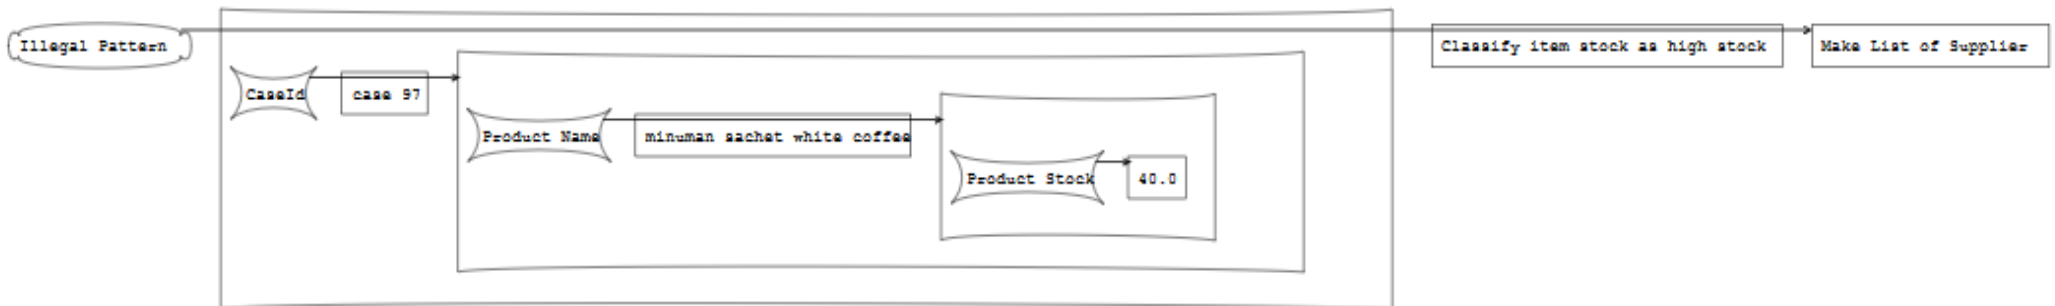 Illegal Pattern
Classify item stock as high stock
Make List of Supplier
CaseId
case 97
Product Name
minuman sachet white coffee
Product Stock
40.0